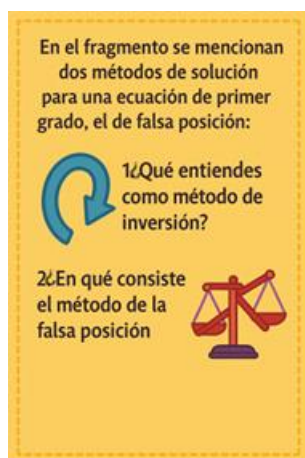 En el fragmento se mencionan
dos métodos de solución
para una ecuación de primer
grado, el de falsa posición:
1¿Qué entiendes
como método de
inversión?
2¿En qué consiste
el método de la
falsa posición